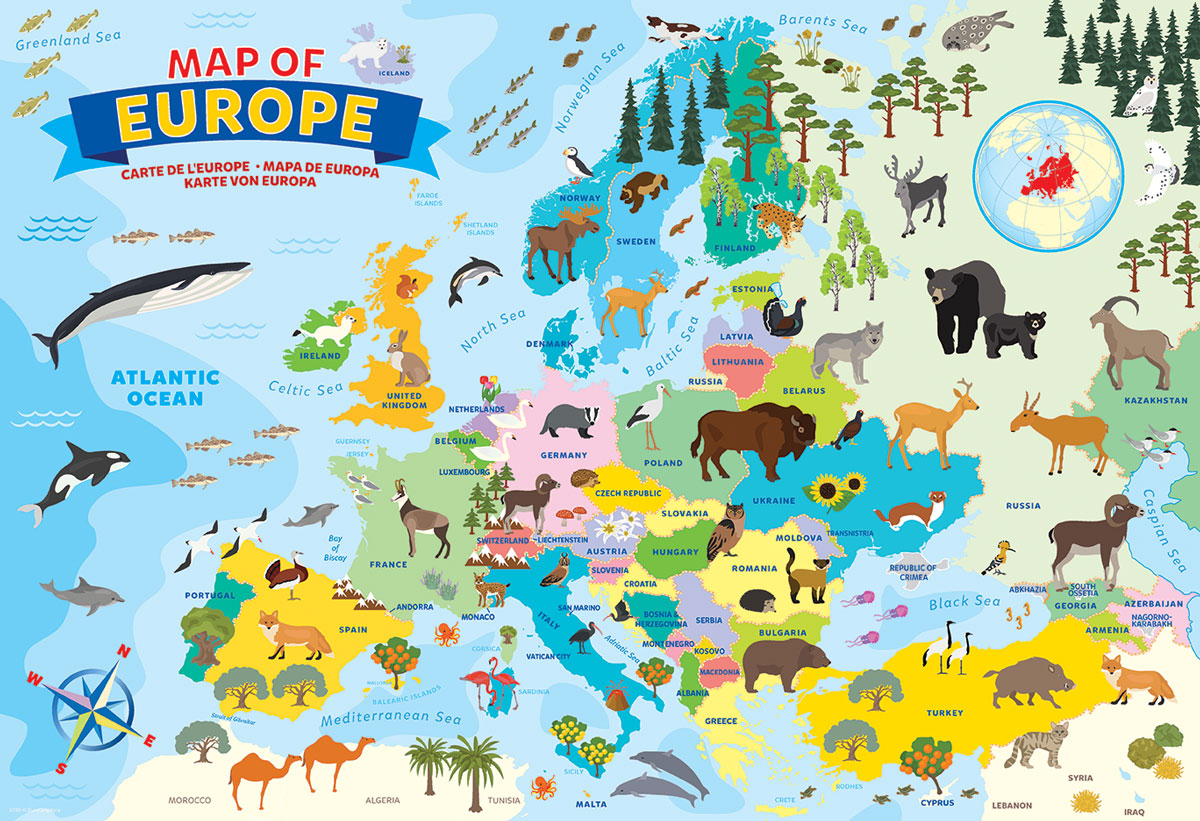 Greenland Sea
MAP OF
EUROPE
CARTE DE L'EUROPE • MAPA DE EUROPA
KARTE VON EUROPA
ICELAND
Norwegian Sea
Barents Sea
FAROE
ISLANDS
SHETLAND
ISLANDS
NORWAY
SWEDEN
FINLAND
ESTONIA
LATVIA
LITHUANIA
RUSSIA
BELARUS
North Sea
DENMARK
Baltic Sea
IRELAND
Celtic Sea
UNITED
KINGDOM
ATLANTIC
OCEAN
NETHERLANDS
BELGIUM
LUXEMBOURG
GUERNSEY
JERSEY
GERMANY
POLAND
CZECH REPUBLIC
SLOVAKIA
UKRAINE
KAZAKHSTAN
RUSSIA
Caspian Sea
Bay
of
Biscay
FRANCE
SWITZERLAND
LIECHTENSTEIN
AUSTRIA
HUNGARY
SLOVENIA
CROATIA
MOLDOVA
TRANSNISTRIA
ROMANIA
REPUBLIC OF
CRIMEA
PORTUGAL
SPAIN
ANDORRA
MONACO
ITALY
SAN MARINO
BOSNIA &
HERZEGOVINA
SERBIA
MONTENEGRO
KOSOVO
BULGARIA
MACEDONIA
ALBANIA
GREECE
Adriatic Sea
VATICAN CITY
CORSICA
SARDINIA
MALLORCA
BALEARIC ISLANDS
Black Sea
ABKHAZIA
SOUTH
OSSETIA
GEORGIA
AZERBAIJAN
NAGORNO-
KARABAKH
ARMENIA
TURKEY
N
W
E
S
Strait of Gibraltar
Mediterranean Sea
SICILY
MALTA
CRETE
RHODES
CYPRUS
MOROCCO
ALGERIA
TUNISIA
LEBANON
SYRIA
IRAQ